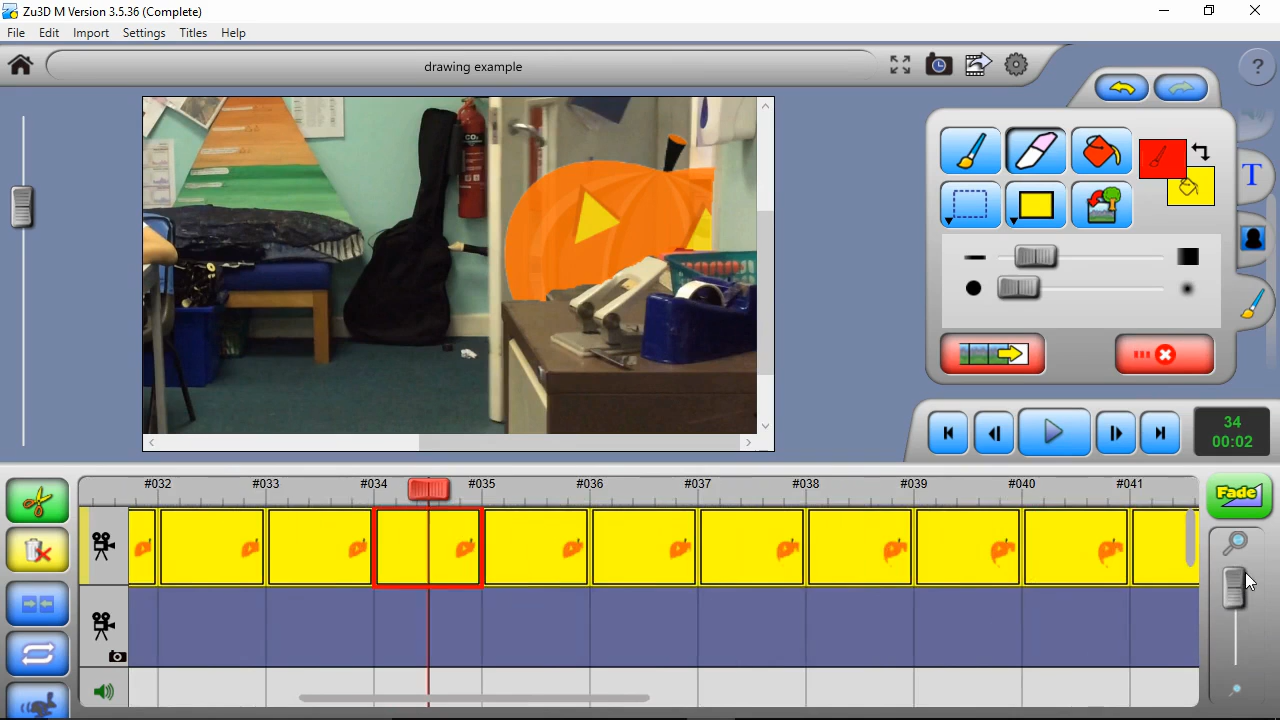 Zu3D M Version 3.5.36 (Complete)
File Edit Import Settings Titles Help
drawing example
?
CO₂
T
34
00:02
#032 #033 #034 #035 #036 #037 #038 #039 #040 #041
Fade